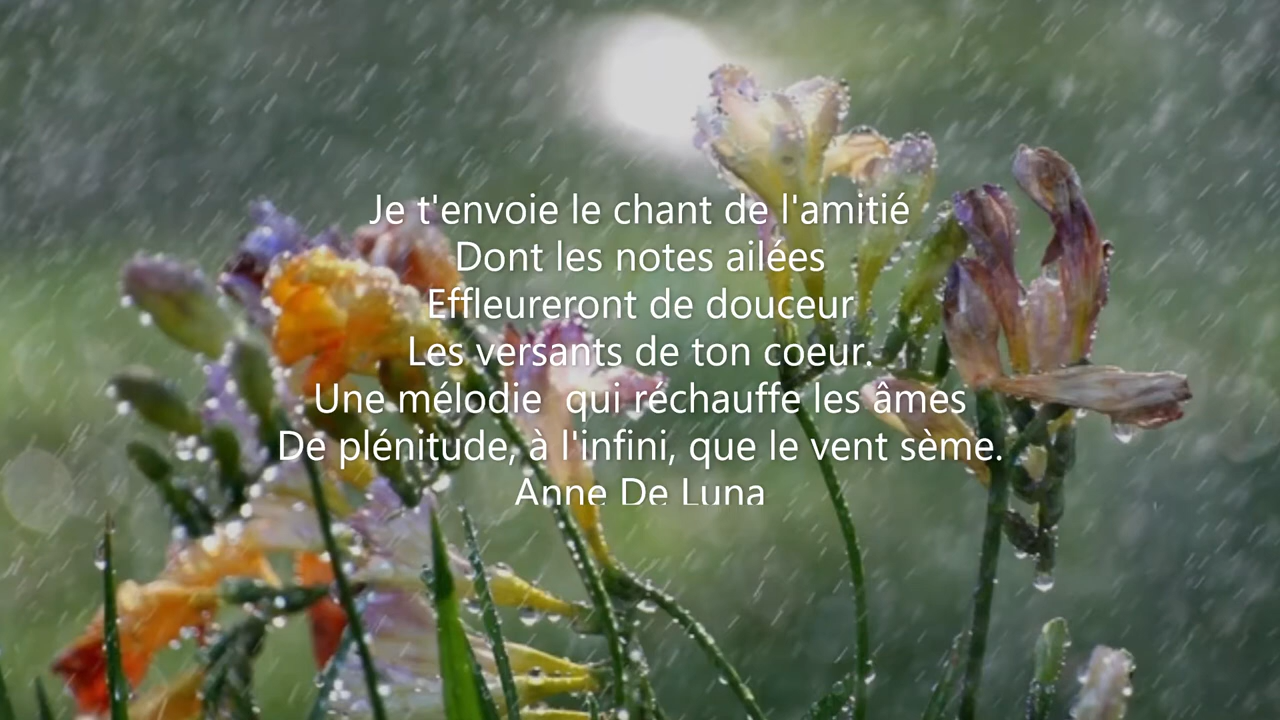 Je t'envoie le chant de l'amitié
Dont les notes ailées
Effleureront de douceur
Les versants de ton coeur.
Une mélodie  qui réchauffe les âmes
De plénitude, à l'infini, que le vent sème.
Anne De Luna